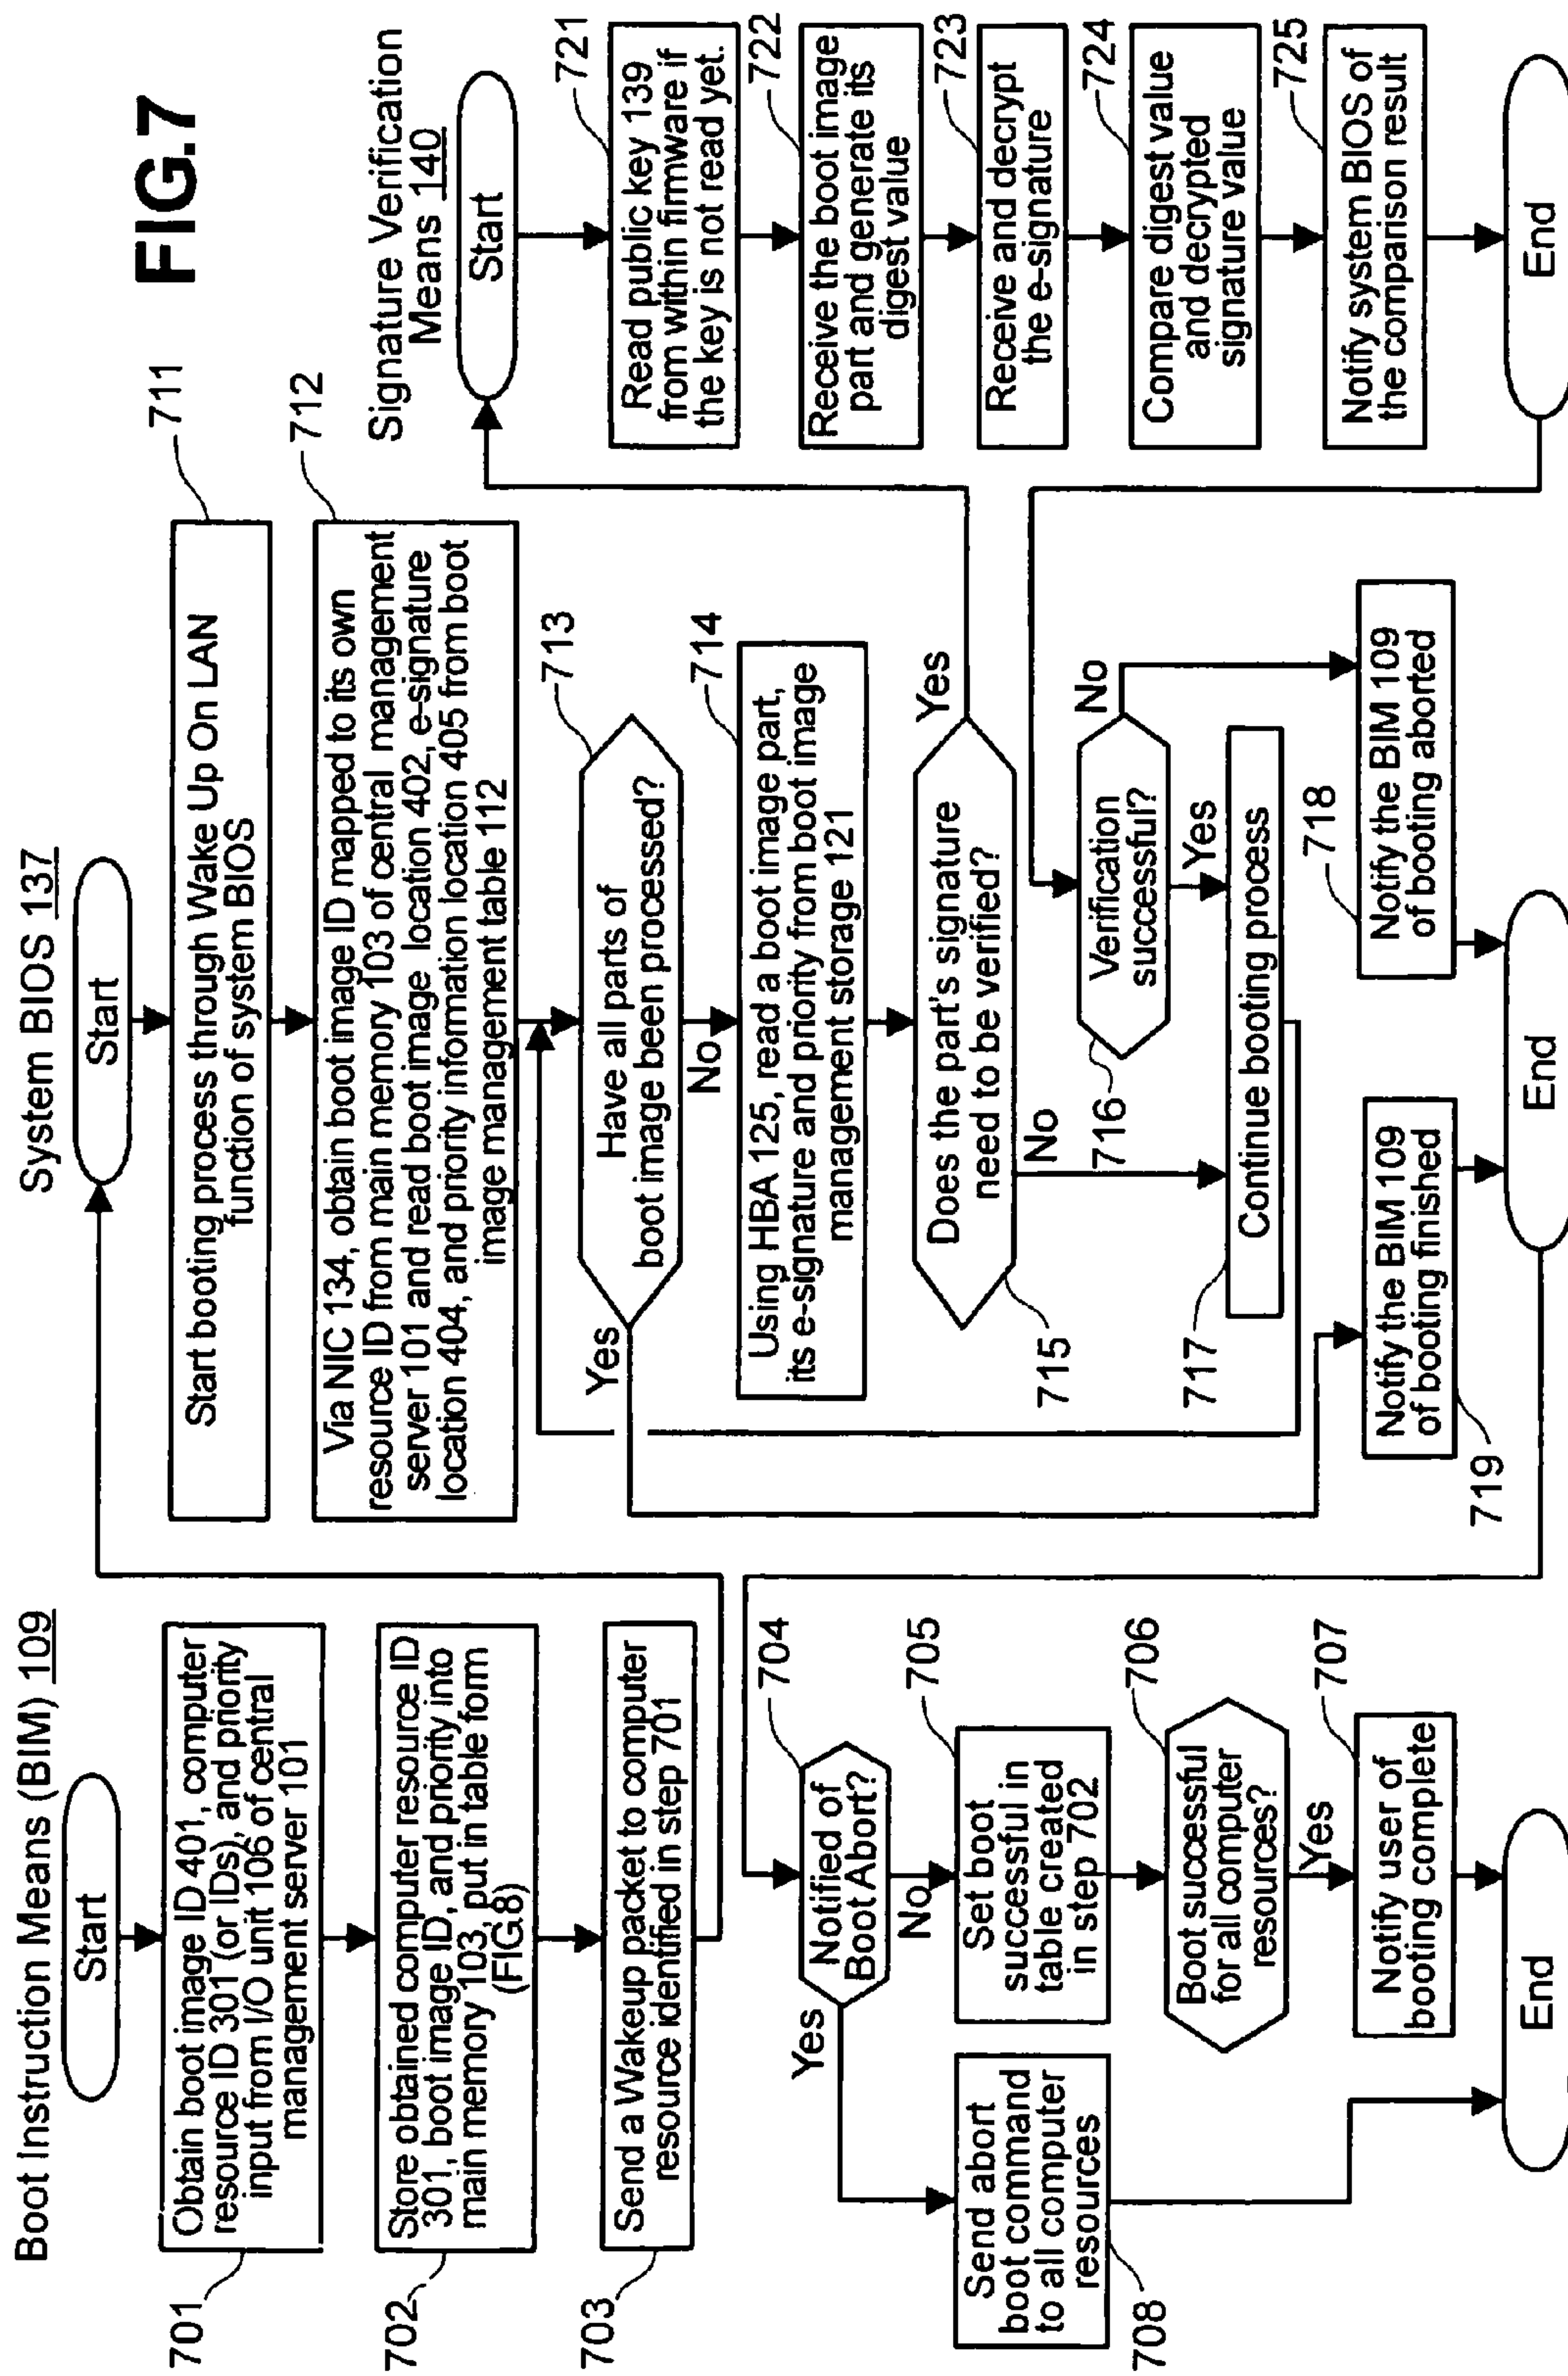 FIG.7
Boot Instruction Means (BIM) 109
Start
701
Obtain boot image ID 401, computer
resource ID 301 (or IDs), and priority
input from I/O unit 106 of central
management server 101
702
Store obtained computer resource ID
301, boot image ID, and priority into
main memory 103, put in table form
(FIG.8)
703
Send a Wakeup packet to computer
resource identified in step 701
704
Notified of
Boot Abort?
Yes
No
705
Set boot
successful in
table created
in step 702
706
Boot successful
for all computer
resources?
Yes
707
Notify user of
booting complete
Send abort
boot command
to all computer
resources
708
End
System BIOS 137
Start
711
Start booting process through Wake Up On LAN
function of system BIOS
712
Via NIC 134, obtain boot image ID mapped to its own
resource ID from main memory 103 of central management
server 101 and read boot image location 402, e-signature
location 404, and priority information location 405 from boot
image management table 112
713
Have all parts of
boot image been processed?
Yes
No
714
Using HBA 125, read a boot image part,
its e-signature and priority from boot image
management storage 121
Does the part's signature
need to be verified?
715
Yes
No
Verification
successful?
716
No
Yes
717
Continue booting process
718
Notify the BIM 109
of booting aborted
Notify the BIM 109
of booting finished
719
End
Signature Verification
Means 140
Start
721
Read public key 139
from within firmware if
the key is not read yet.
722
Receive the boot image
part and generate its
digest value
723
Receive and decrypt
the e-signature
724
Compare digest value
and decrypted
signature value
725
Notify system BIOS of
the comparison result
End